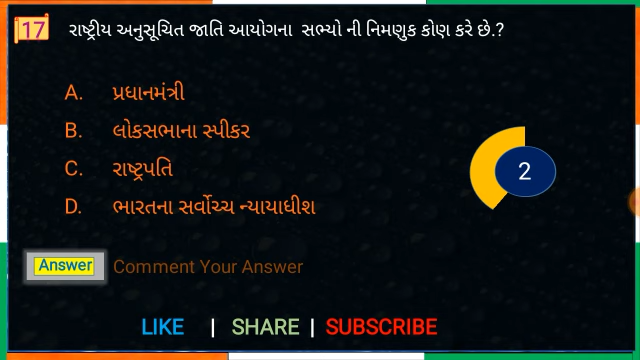 17 રાષ્ટ્રીય અનુસૂચિત જાતિ આયોગના સભ્યો ની નિમણુક કોણ કરે છે.?
A. પ્રધાનમંત્રી
B. લોકસભાના સ્પીકર
C. રાષ્ટ્રપતિ
2
D. ભારતના સર્વોચ્ચ ન્યાયાધીશ
Answer Comment Your Answer
LIKE | SHARE | SUBSCRIBE